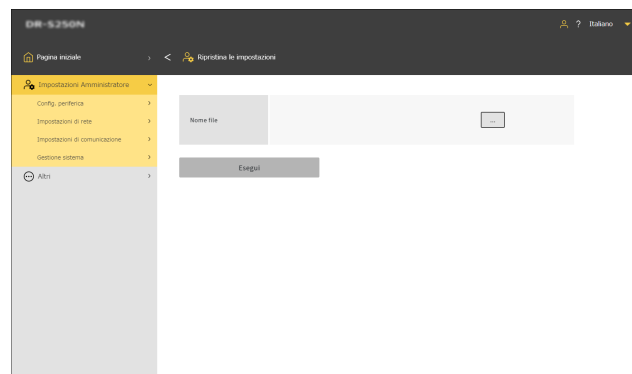 DR-S250N
? Italiano
Pagina iniziale
Ripristina le impostazioni
Impostazioni Amministratore
Config. periferica
Impostazioni di rete
Impostazioni di comunicazione
Gestione sistema
Altri
Nome file
...
Esegui